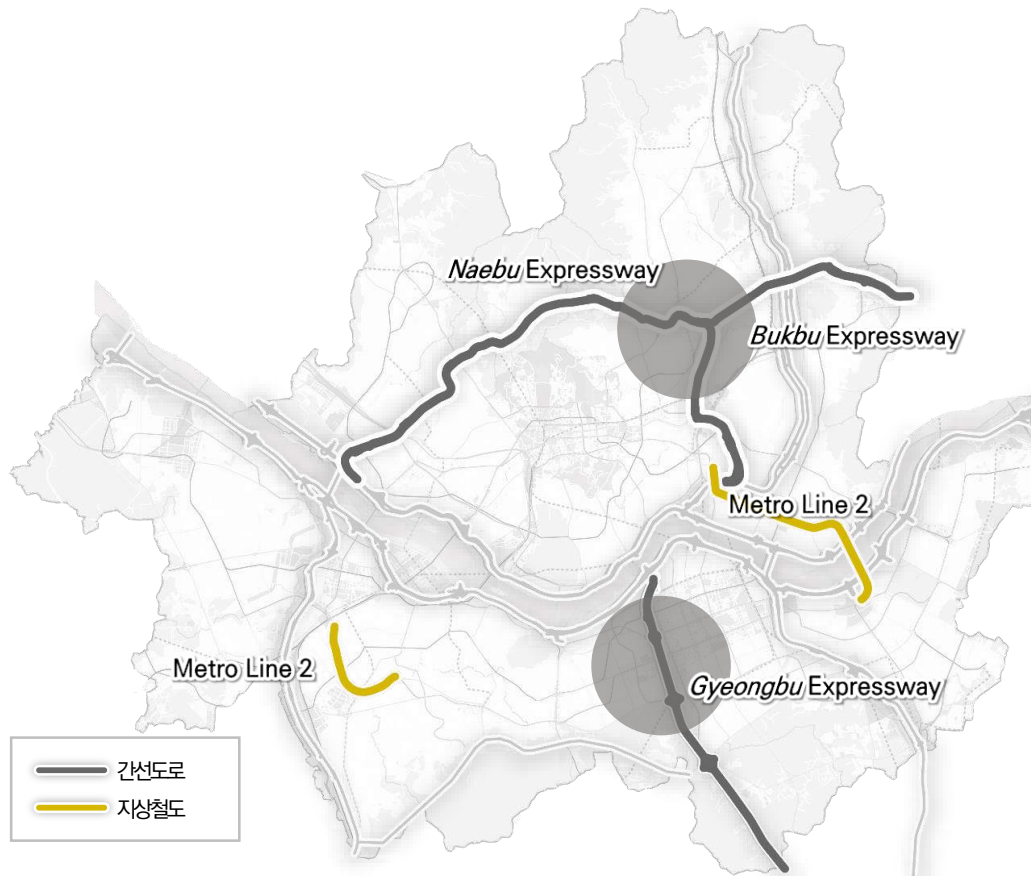 Naebu Expressway
Bukbu Expressway
Metro Line 2
Metro Line 2
Gyeongbu Expressway
간선도로
지상철도